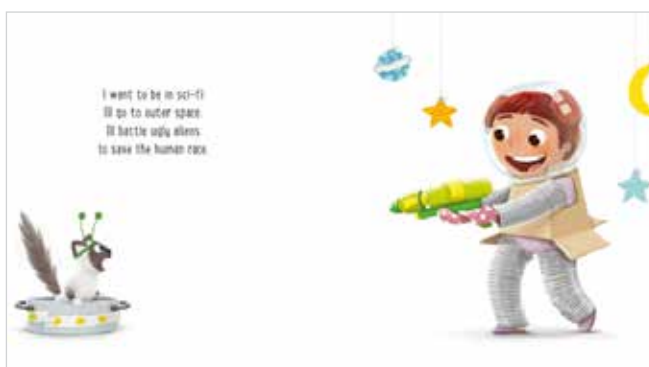 I want to be in sci-fi
I'll go to outer space.
I'll battle ugly aliens
to save the human race.